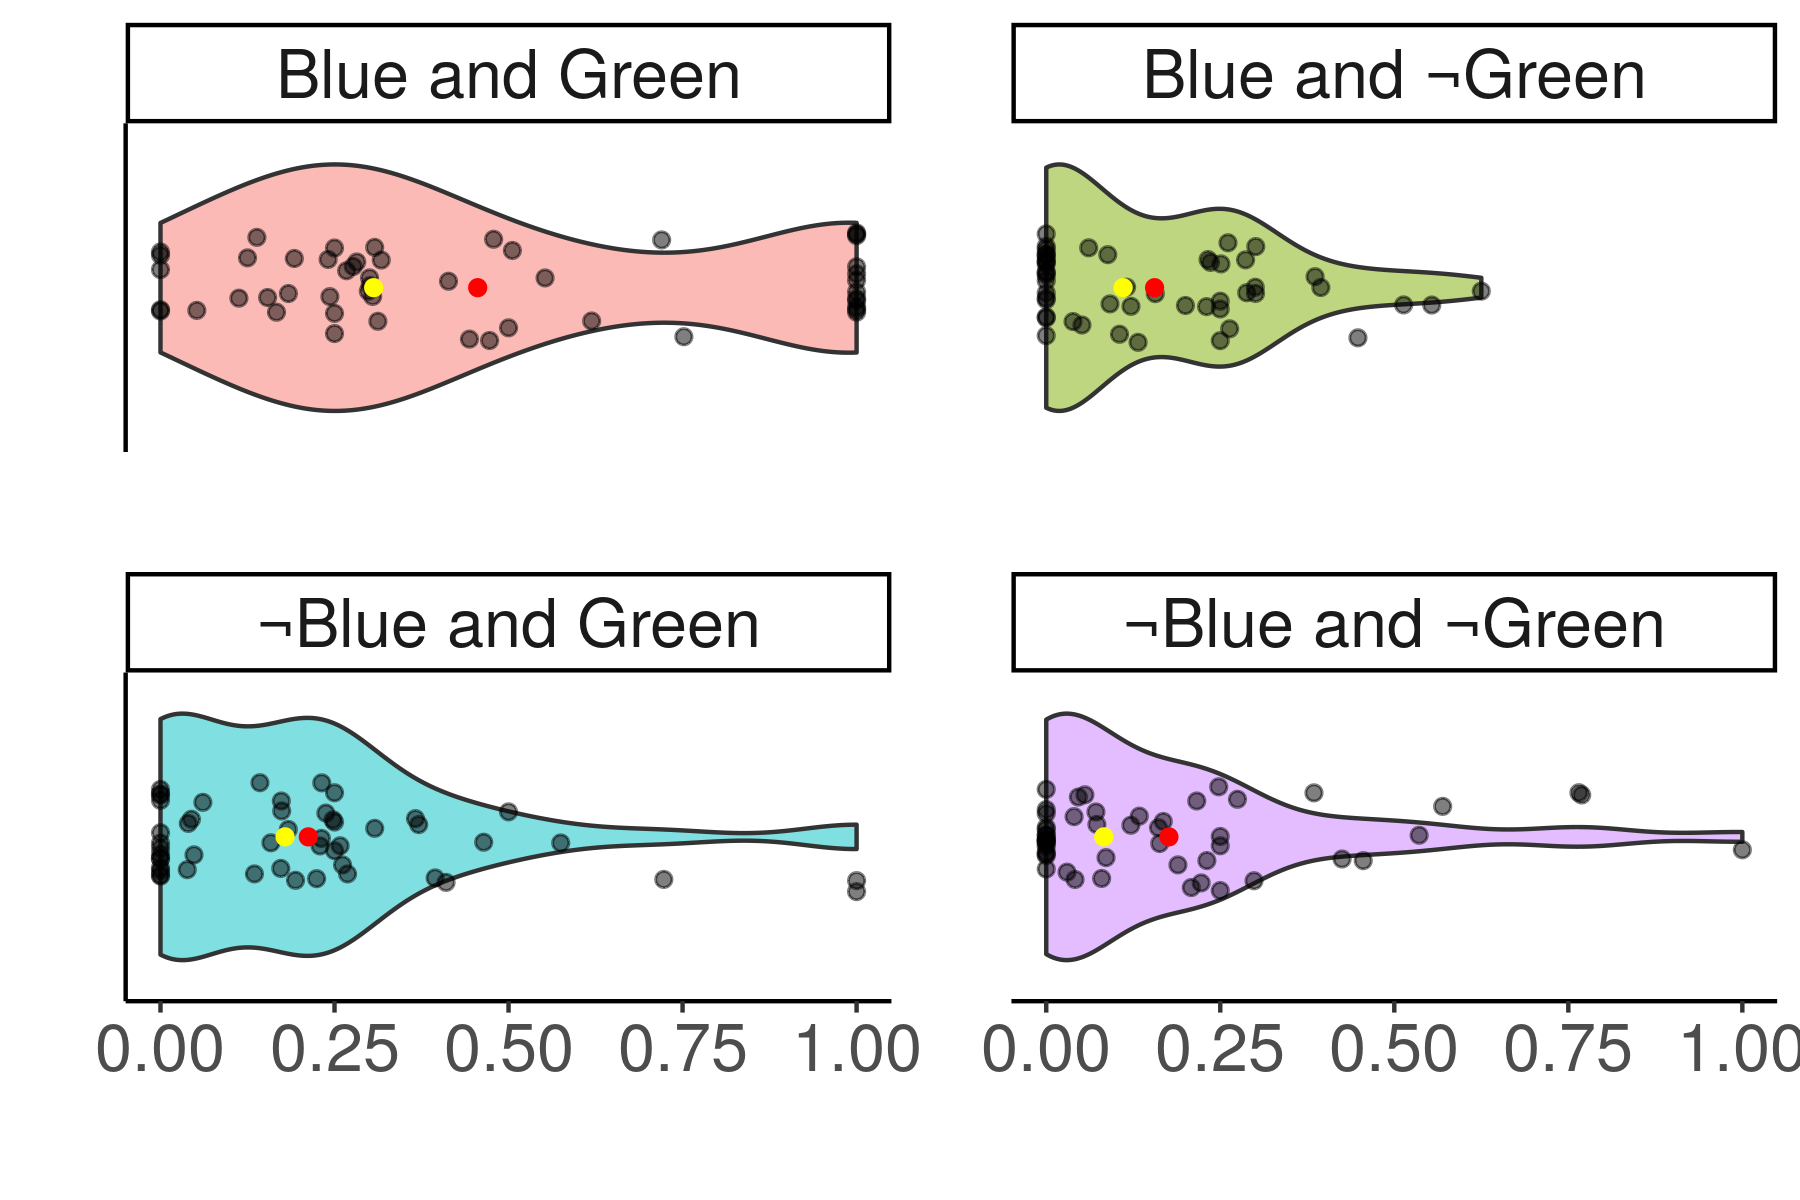 Blue and Green
Blue and ¬Green
¬Blue and Green
¬Blue and ¬Green
0.00 0.25 0.50 0.75 1.00
0.00 0.25 0.50 0.75 1.00